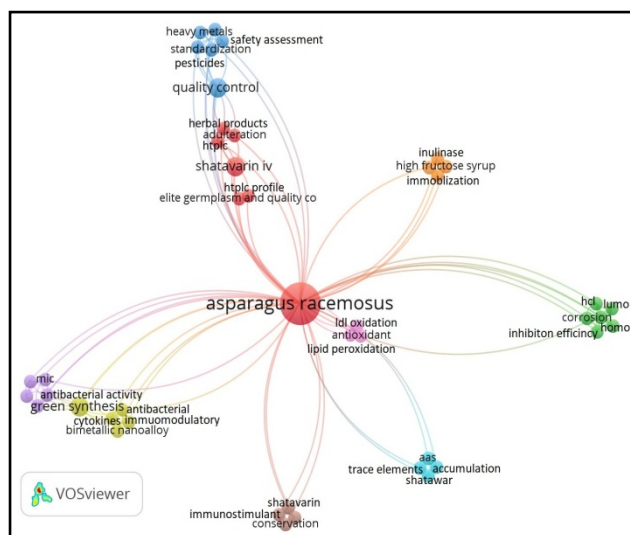 heavy metals
safety assessment
standardization
pesticides
quality control
herbal products
adulteration
htplc
shatavarin iv
htplc profile
elite germplasm and quality co
inulinase
high fructose syrup
immoblization
asparagus racemosus
ldl oxidation
antioxidant
lipid peroxidation
hcl
lumo
corrosion
homo
inhibiton efficincy
mic
antibacterial activity
green synthesis
antibacterial
cytokines
immuomodulatory
bimetallic nanoalloy
aas
trace elements
accumulation
shatawar
shatavarin
immunostimulant
conservation
VOSviewer